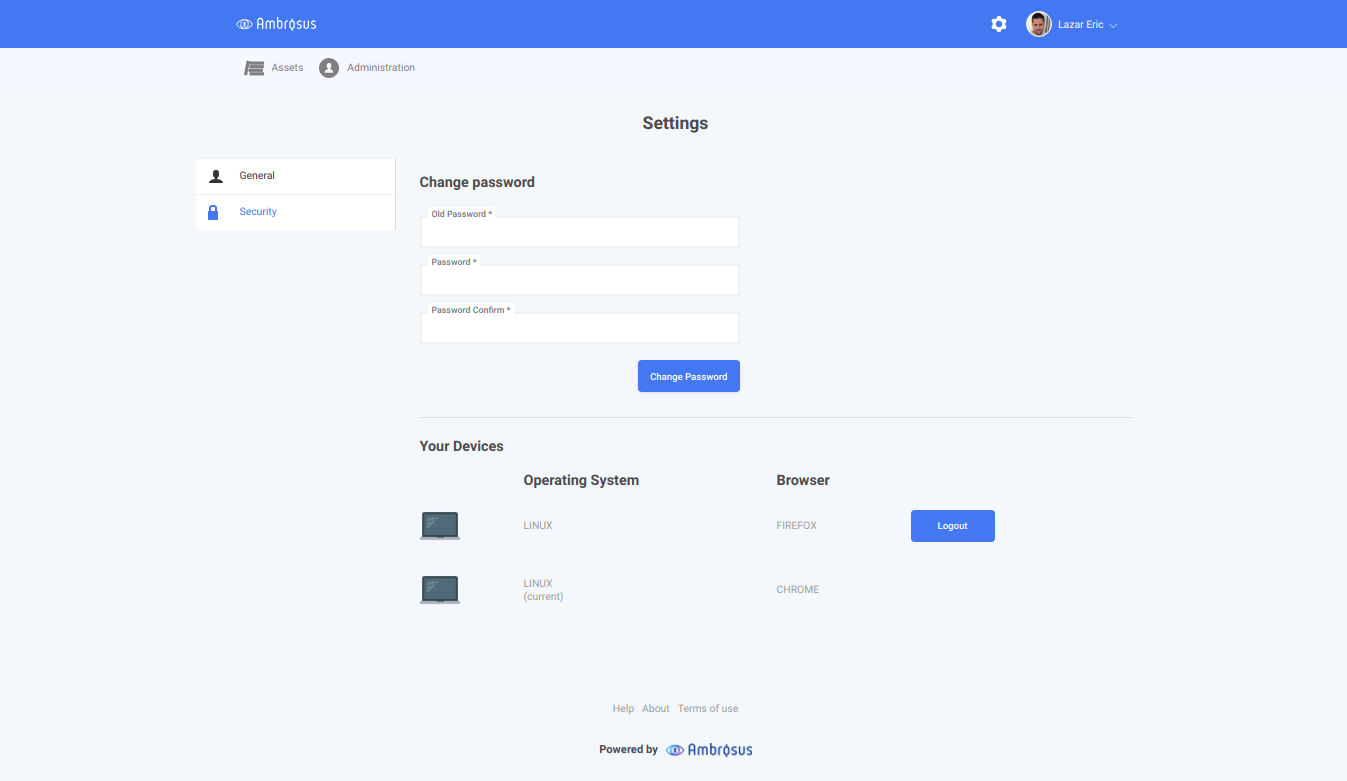 Ambrosus
Lazar Eric
Assets
Administration
Settings
General
Security
Change password
Old Password *
Password *
Password Confirm *
Change Password
Your Devices
Operating System
Browser
LINUX
FIREFOX
Logout
LINUX
(current)
CHROME
Help About Terms of use
Powered by Ambrosus